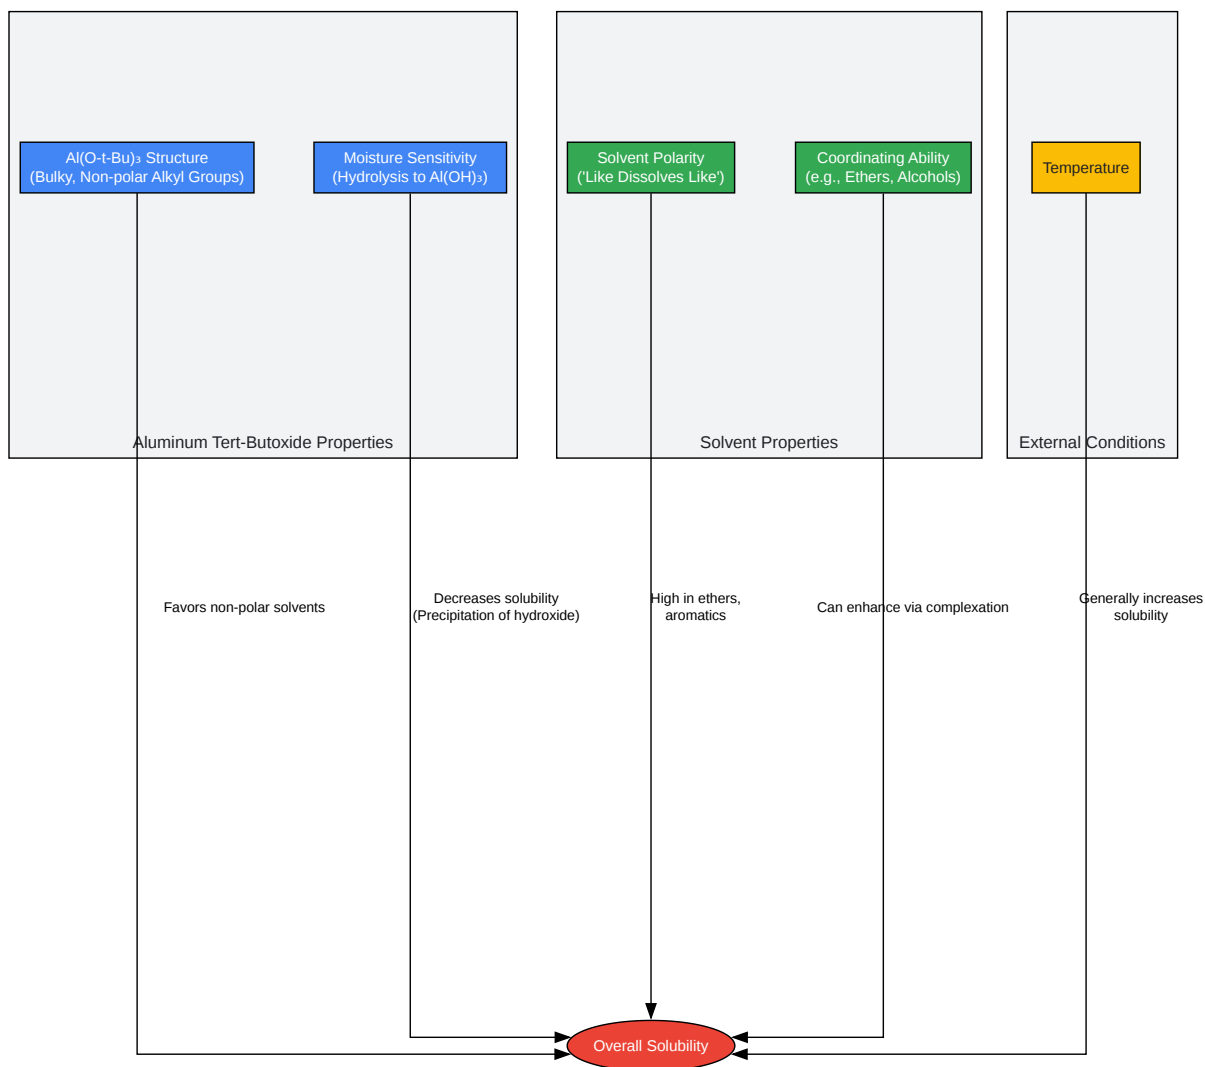 Al(O-t-Bu)₃ Structure
(Bulky, Non-polar Alkyl Groups)
Moisture Sensitivity
(Hydrolysis to Al(OH)₃)
Solvent Polarity
('Like Dissolves Like')
Coordinating Ability
(e.g., Ethers, Alcohols)
Temperature
Aluminum Tert-Butoxide Properties
Solvent Properties
External Conditions
Favors non-polar solvents
Decreases solubility
(Precipitation of hydroxide)
High in ethers,
aromatics
Can enhance via complexation
Generally increases
solubility
Overall Solubility